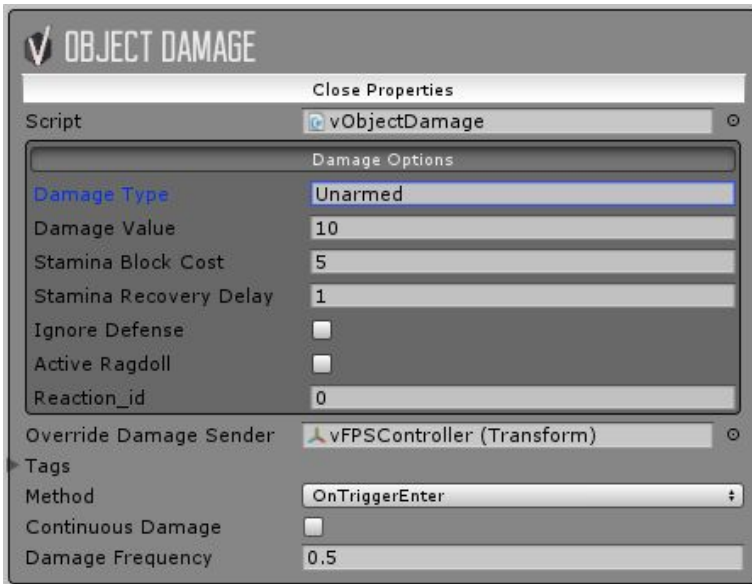 OBJECT DAMAGE
Close Properties
Script vObjectDamage
Damage Options
Damage Type Unarmed
Damage Value 10
Stamina Block Cost 5
Stamina Recovery Delay 1
Ignore Defense
Active Ragdoll
Reaction_id 0
Override Damage Sender vFPSController (Transform)
Tags
Method OnTriggerEnter
Continuous Damage
Damage Frequency 0.5